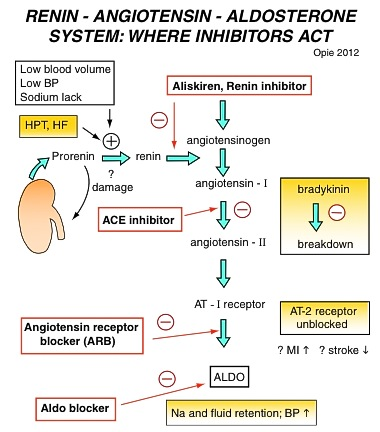 RENIN - ANGIOTENSIN - ALDOSTERONE
SYSTEM: WHERE INHIBITORS ACT
Opie 2012
Low blood volume
Low BP
Sodium lack
Aliskiren, Renin inhibitor
HPT, HF
+
−
angiotensinogen
Prorenin
renin
?
damage
angiotensin - I
ACE inhibitor
−
bradykinin
−
breakdown
angiotensin - II
AT - I receptor
AT-2 receptor
unblocked
Angiotensin receptor
blocker (ARB)
−
? MI ↑ ? stroke ↓
−
ALDO
Aldo blocker
Na and fluid retention; BP ↑